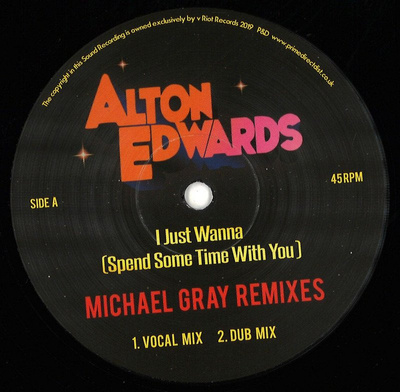 The copyright in this Sound Recording is owned exclusively by v Riot Records 2019 P&D www.primedirectdist.co.uk
ALTON
EDWARDS
SIDE A
45RPM
I Just Wanna
(Spend Some Time With You)
MICHAEL GRAY REMIXES
1. VOCAL MIX 2. DUB MIX